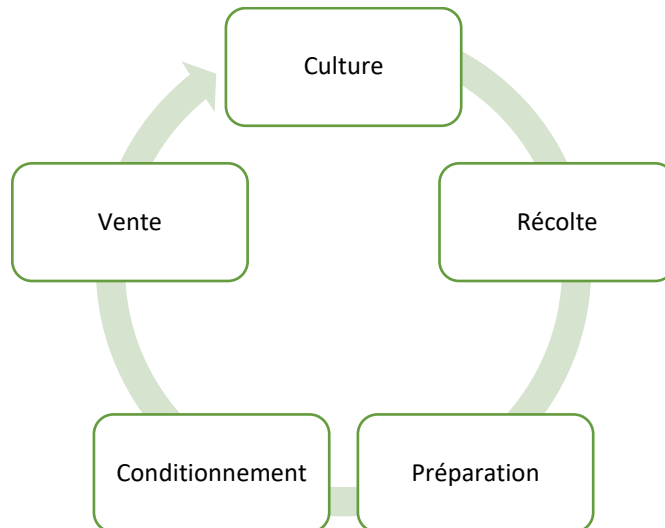 Culture
Récolte
Préparation
Conditionnement
Vente